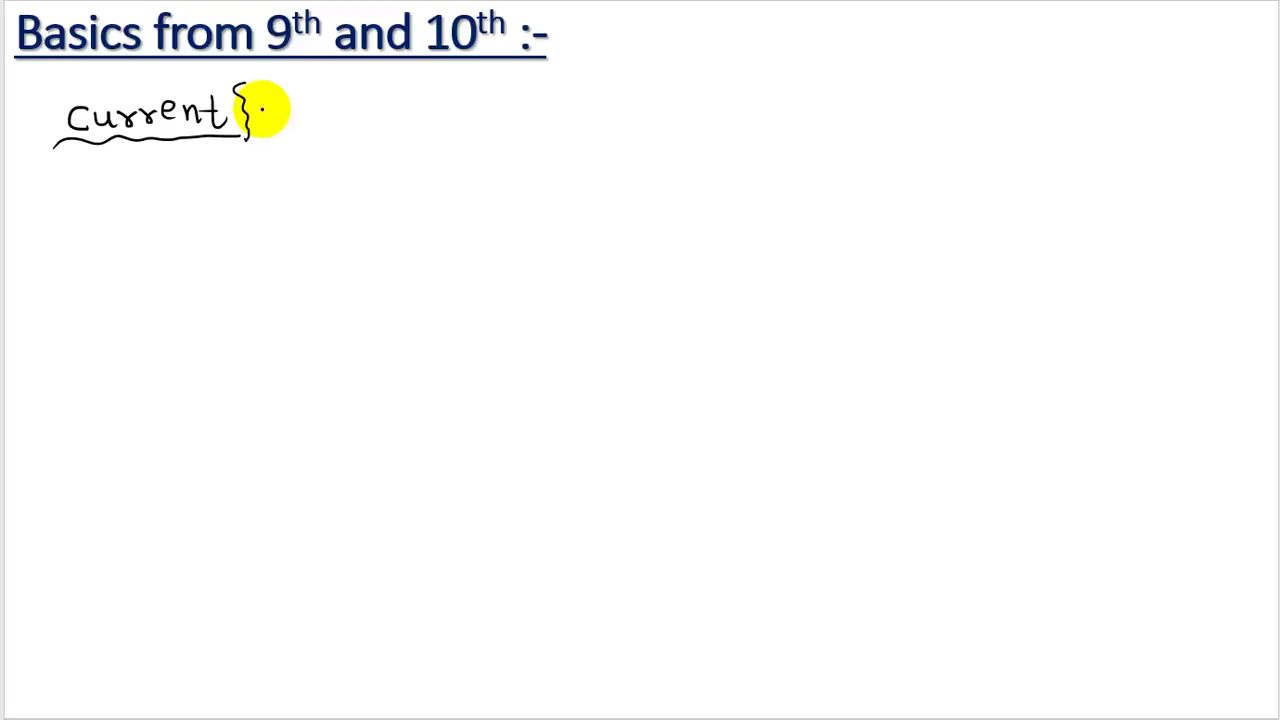 Basics from 9th and 10th :-
Current }